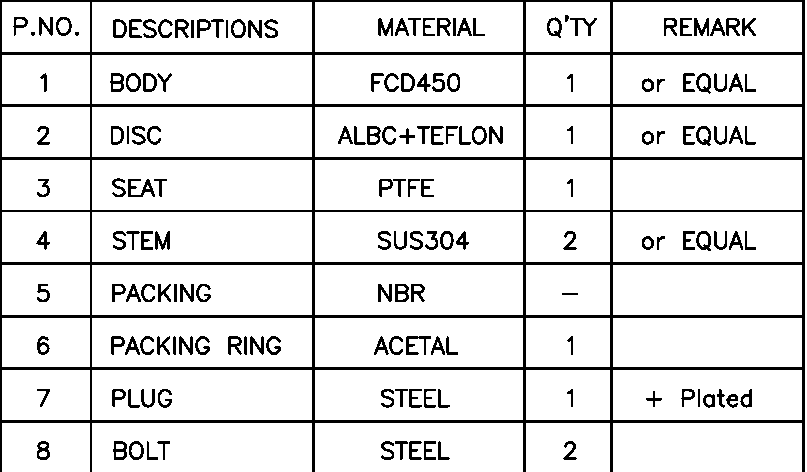 P.NO. DESCRIPTIONS MATERIAL Q'TY REMARK
1 BODY FCD450 1 or EQUAL
2 DISC ALBC+TEFLON 1 or EQUAL
3 SEAT PTFE 1
4 STEM SUS304 2 or EQUAL
5 PACKING NBR –
6 PACKING RING ACETAL 1
7 PLUG STEEL 1 + Plated
8 BOLT STEEL 2